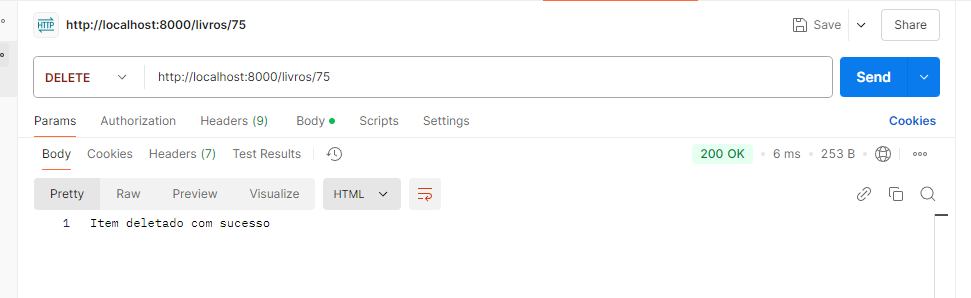 HTTP http://localhost:8000/livros/75 Save Share
DELETE http://localhost:8000/livros/75 Send
Params Authorization Headers (9) Body Scripts Settings Cookies
Body Cookies Headers (7) Test Results 200 OK 6 ms 253 B
Pretty Raw Preview Visualize HTML
1 Item deletado com sucesso